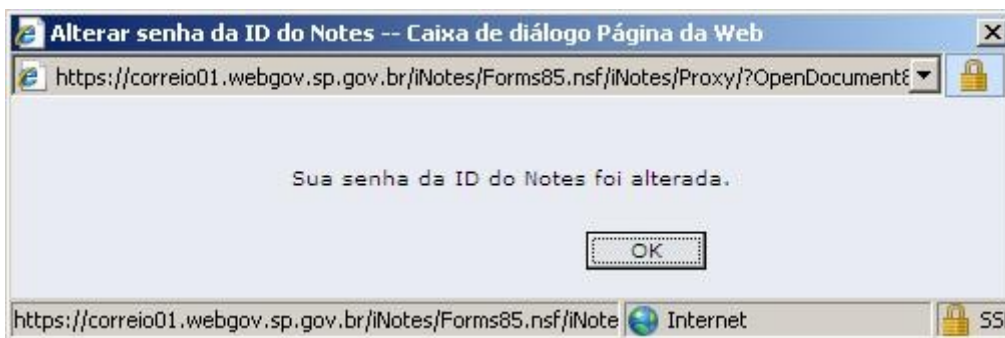 Alterar senha da ID do Notes -- Caixa de diálogo Página da Web
https://correio01.webgov.sp.gov.br/iNotes/Forms85.nsf/iNotes/Proxy/?OpenDocument&
Sua senha da ID do Notes foi alterada.
OK
https://correio01.webgov.sp.gov.br/iNotes/Forms85.nsf/iNote Internet SS